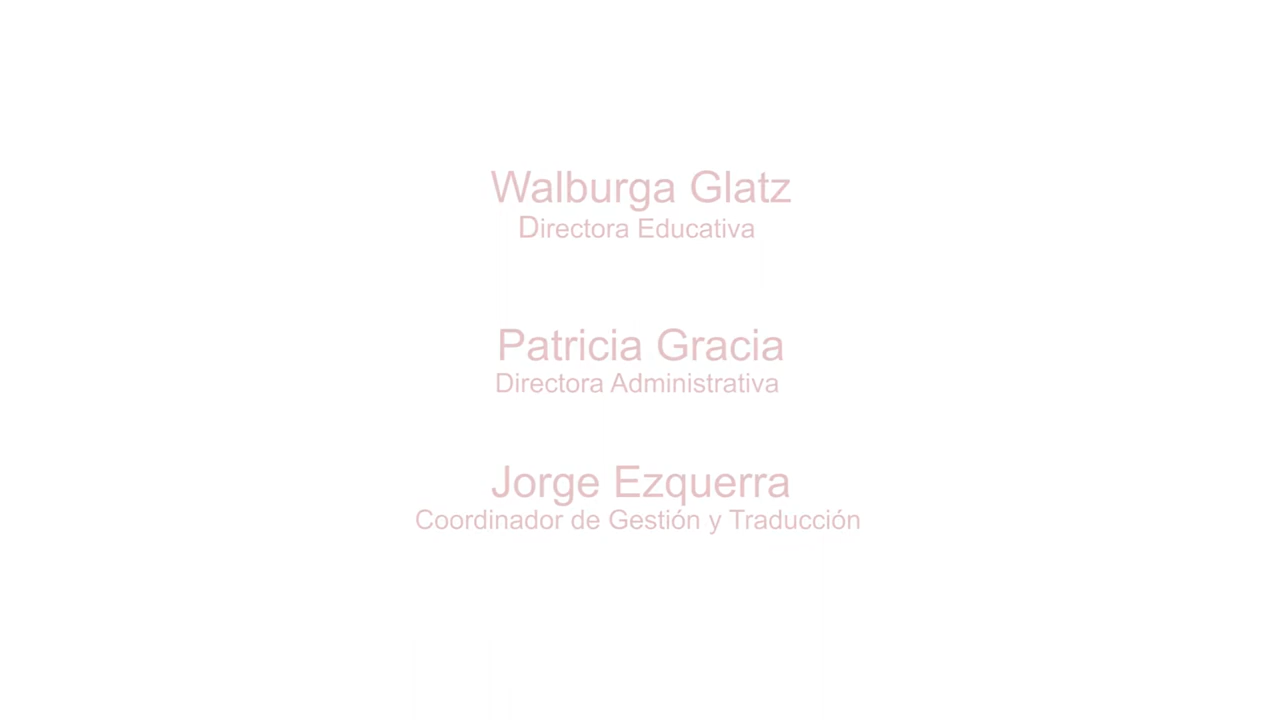 Walburga Glatz
Directora Educativa
Patricia Gracia
Directora Administrativa
Jorge Ezquerra
Coordinador de Gestión y Traducción